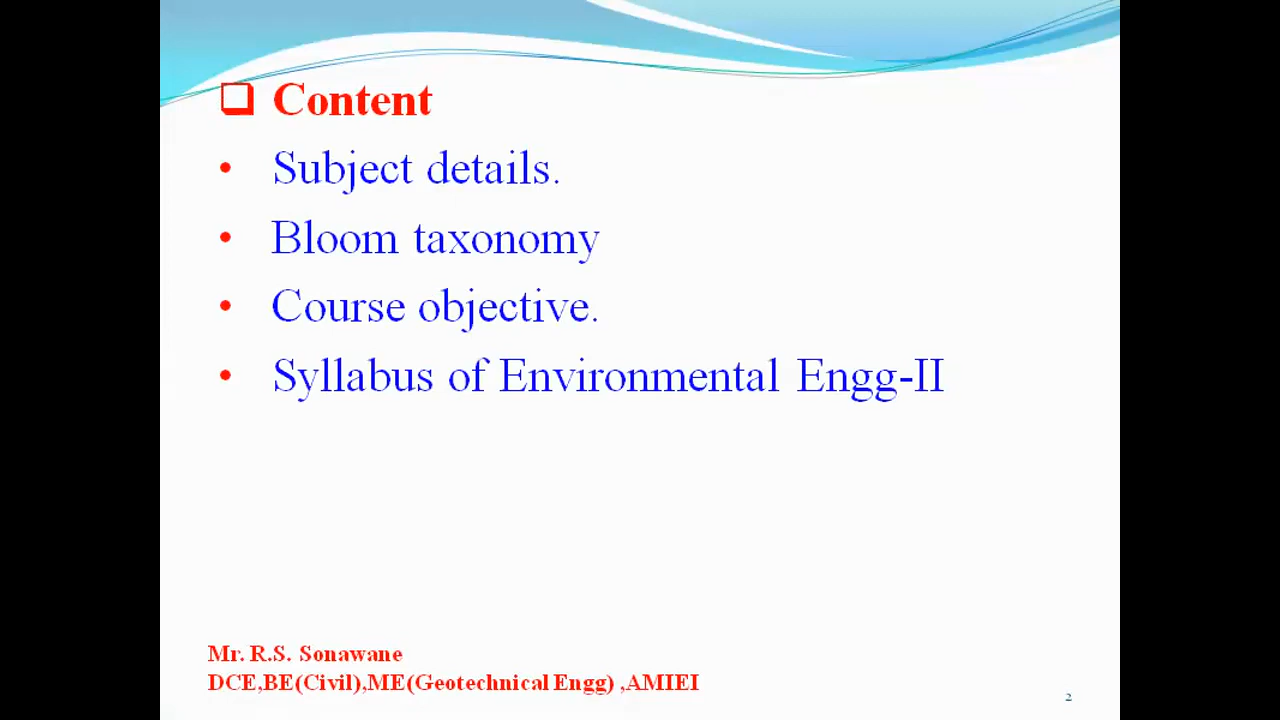 ❑ Content
• Subject details.
• Bloom taxonomy
• Course objective.
• Syllabus of Environmental Engg-II
Mr. R.S. Sonawane
DCE,BE(Civil),ME(Geotechnical Engg) ,AMIEI
2